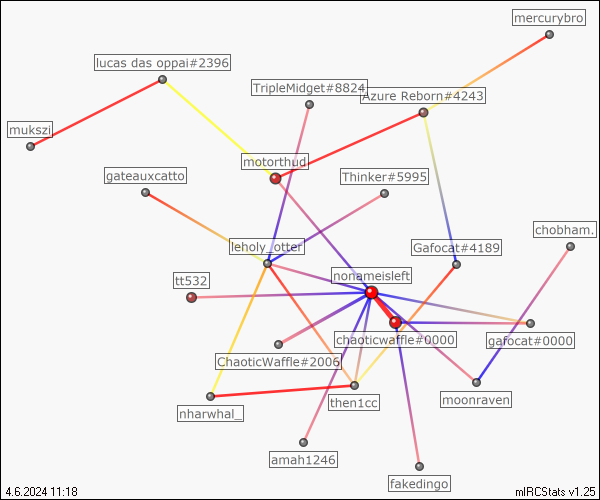 mercurybro
lucas das oppai#2396
TripleMidget#8824
Azure Reborn#4243
mukszi
motorthud
gateauxcatto
Thinker#5995
chobham.
leholy_otter
Gafocat#4189
nonameisleft
tt532
chaoticwaffle#0000
gafocat#0000
ChaoticWaffle#2006
moonraven
then1cc
nharwhal_
amah1246
fakedingo
4.6.2024 11:18
mIRCStats v1.25